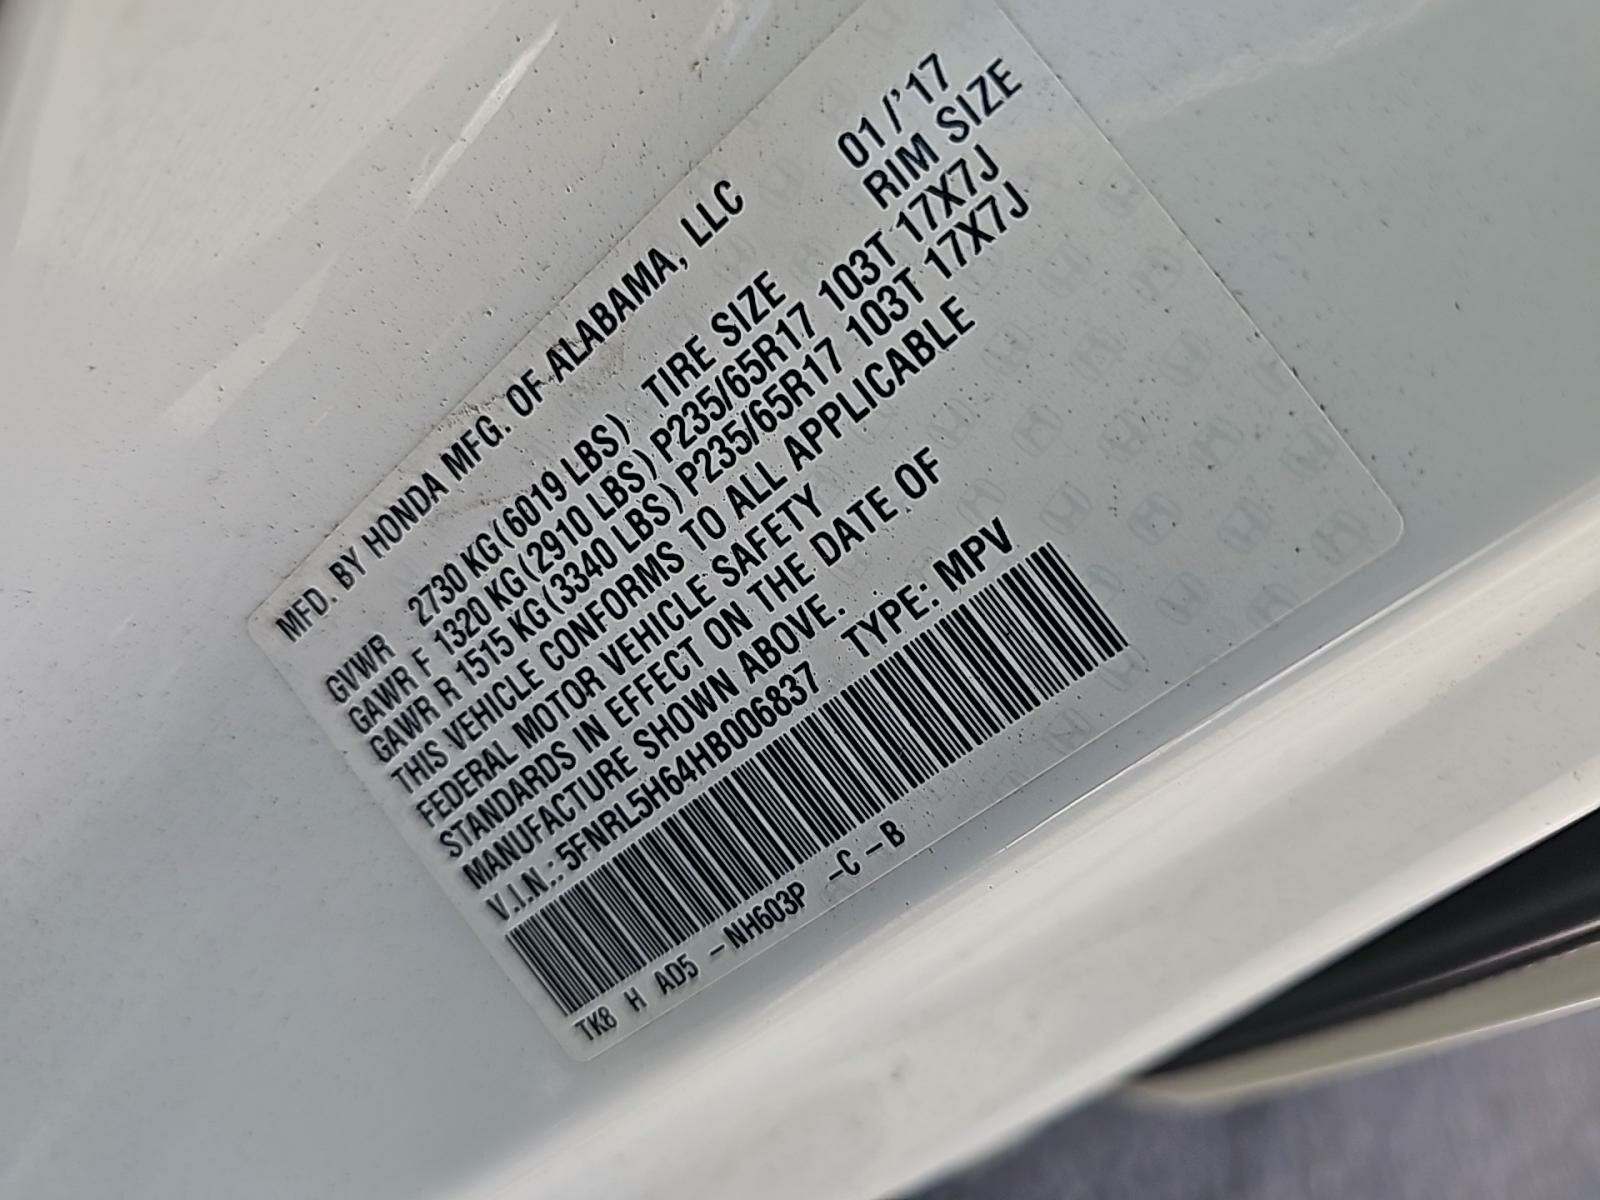 MFD. BY HONDA MFG. OF ALABAMA, LLC 01/'17
GVWR 2730 KG(6019 LBS) TIRE SIZE RIM SIZE
GAWR F 1320 KG(2910 LBS) P235/65R17 103T 17X7J
GAWR R 1515 KG(3340 LBS) P235/65R17 103T 17X7J
THIS VEHICLE CONFORMS TO ALL APPLICABLE
FEDERAL MOTOR VEHICLE SAFETY
STANDARDS IN EFFECT ON THE DATE OF
MANUFACTURE SHOWN ABOVE.
V.I.N.: 5FNRL5H64HB006837 TYPE: MPV
TK8 H AD5 -NH603P -C-B